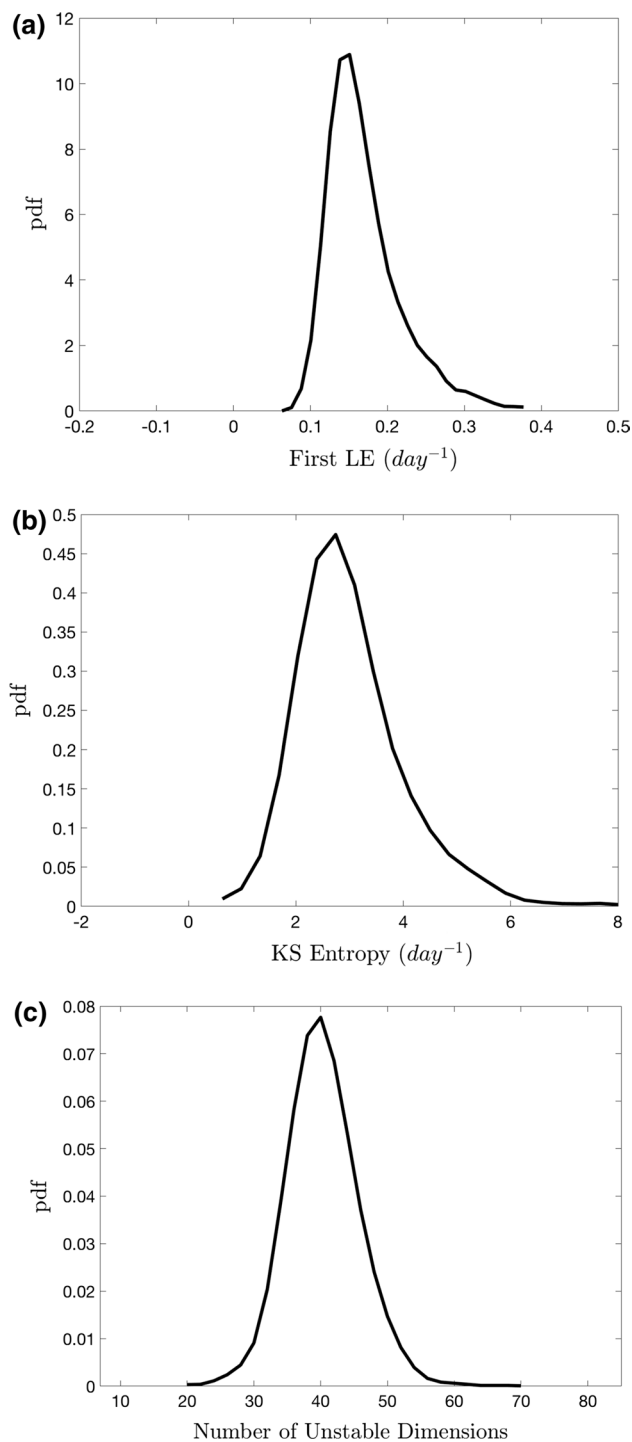 (a)
12
10
8
6
4
2
0
pdf
-0.2 -0.1 0 0.1 0.2 0.3 0.4 0.5
First LE (day⁻¹)
(b)
0.5
0.45
0.4
0.35
0.3
0.25
0.2
0.15
0.1
0.05
0
pdf
-2 0 2 4 6 8
KS Entropy (day⁻¹)
(c)
0.08
0.07
0.06
0.05
0.04
0.03
0.02
0.01
0
pdf
10 20 30 40 50 60 70 80
Number of Unstable Dimensions